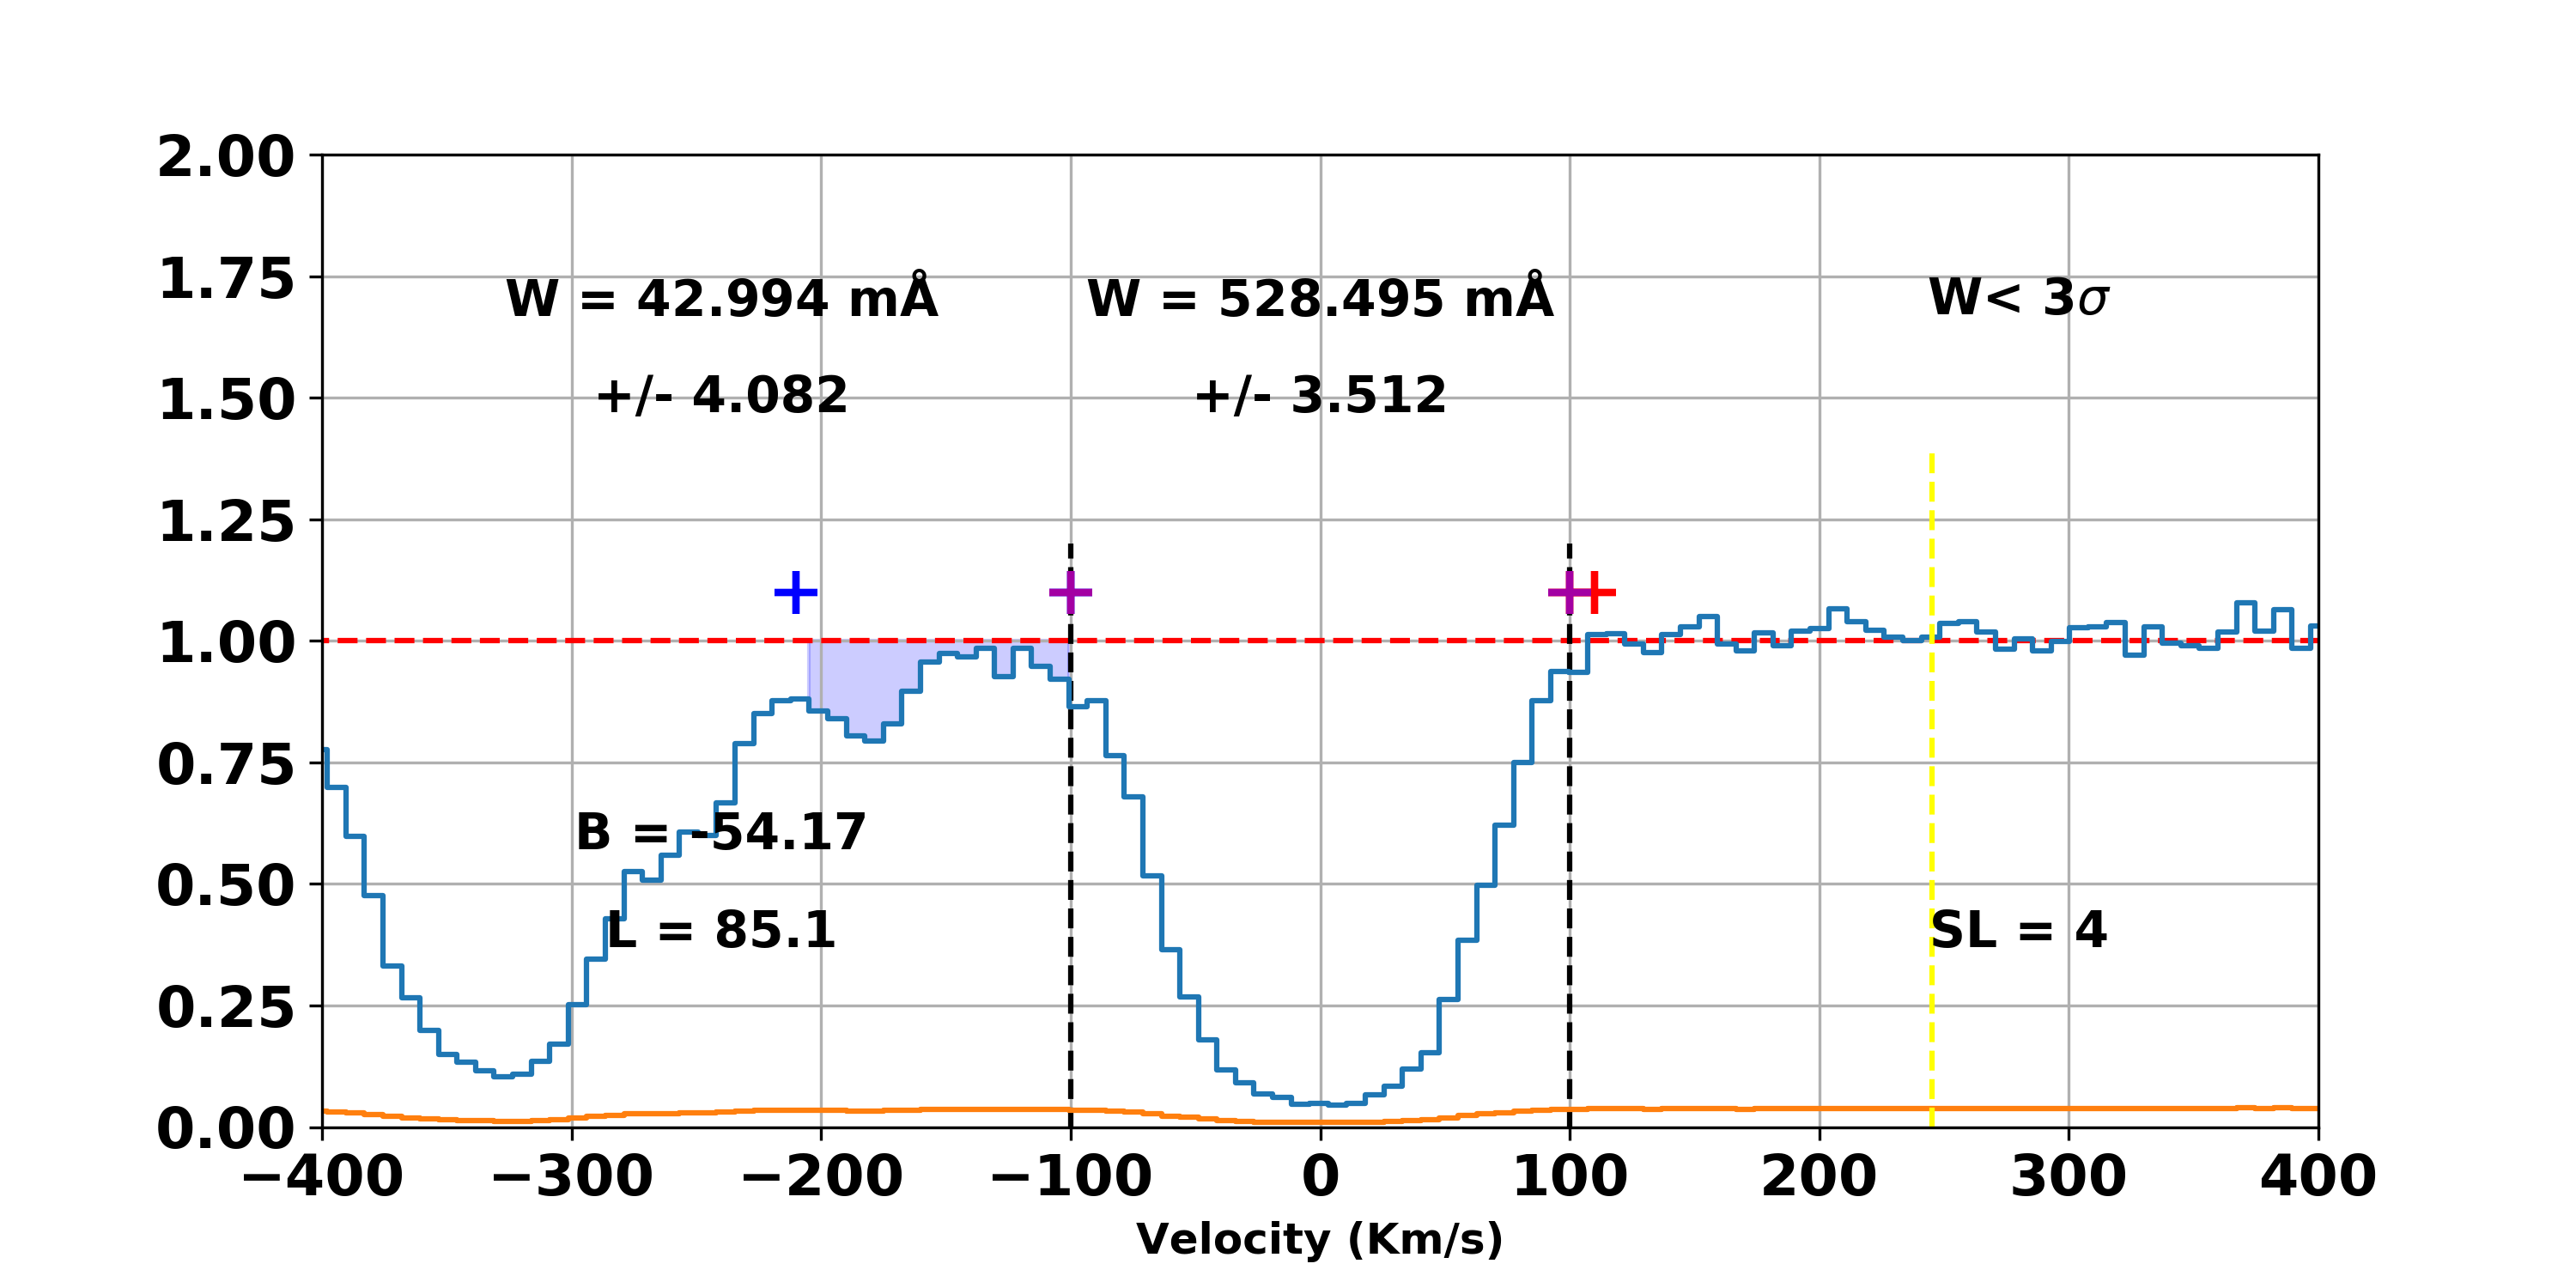 2.00
1.75
W = 42.994 mÅ
W = 528.495 mÅ
W< 3σ
1.50
+/- 4.082
+/- 3.512
1.25
1.00
0.75
B = -54.17
0.50
L = 85.1
SL = 4
0.25
0.00
−400 −300 −200 −100 0 100 200 300 400
Velocity (Km/s)